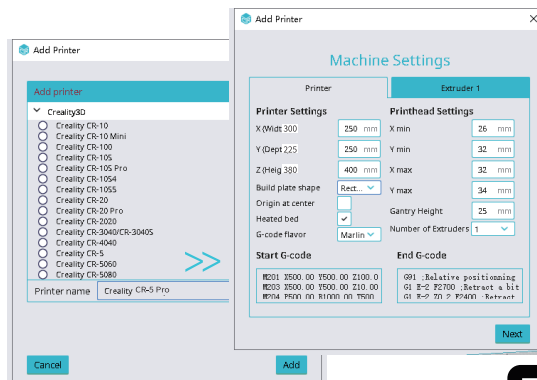 Add Printer
Add printer
Creality3D
Creality CR-10
Creality CR-10 Mini
Creality CR-100
Creality CR-10S
Creality CR-10S Pro
Creality CR-10S4
Creality CR-10S5
Creality CR-20
Creality CR-20 Pro
Creality CR-2020
Creality CR-3040/CR-3040S
Creality CR-4040
Creality CR-5
Creality CR-5060
Creality CR-5080
Printer name Creality CR-5 Pro
Cancel Add
>>
Add Printer
Machine Settings
Printer Extruder 1
Printer Settings
X (Widt 300 250 mm
Y (Dept 225 250 mm
Z (Heig 380 400 mm
Build plate shape Rect...
Origin at center
Heated bed
G-code flavor Marlin
Printhead Settings
X min 26 mm
Y min 32 mm
X max 32 mm
Y max 34 mm
Gantry Height 25 mm
Number of Extruders 1
Start G-code
M201 X500.00 Y500.00 Z100.0
M203 X500.00 Y500.00 Z10.00
M204 P500.00 R1000.00 T500
End G-code
G91 ;Relative positionning
G1 E-2 F2700 ;Retract a bit
G1 E-2 Z0.2 F2400 ;Retract
Next